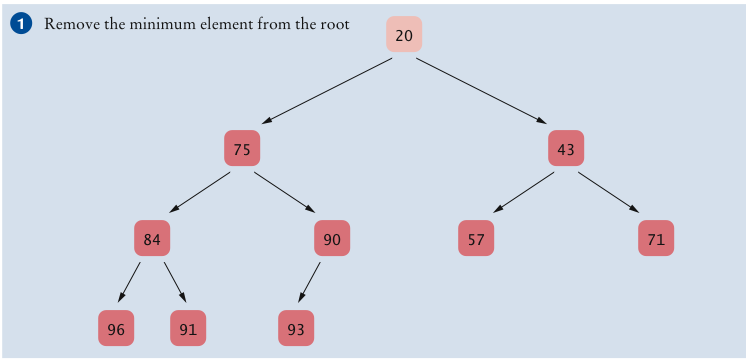 1 Remove the minimum element from the root
20
75 43
84 90 57 71
96 91 93